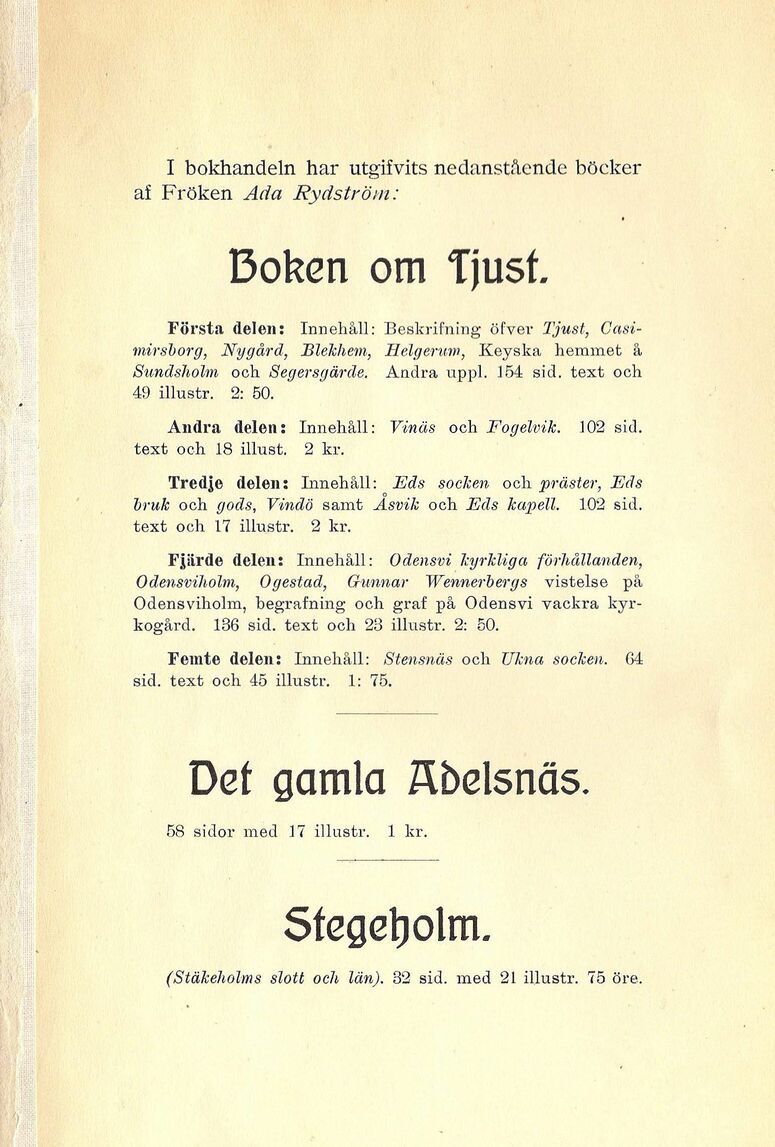 I bokhandeln har utgifvits nedanstående böcker
af Fröken Ada Rydström:
Boken om Tjust.
Första delen: Innehåll: Beskrifning öfver Tjust, Casi-
mirsborg, Nygård, Blekhem, Helgerum, Keyska hemmet å
Sundsholm och Segersgärde. Andra uppl. 154 sid. text och
49 illustr. 2: 50.
Andra delen: Innehåll: Vinäs och Fogelvik. 102 sid.
text och 18 illust. 2 kr.
Tredje delen: Innehåll: Eds socken och präster, Eds
bruk och gods, Vindö samt Åsvik och Eds kapell. 102 sid.
text och 17 illustr. 2 kr.
Fjärde delen: Innehåll: Odensvi kyrkliga förhållanden,
Odensviholm, Ogestad, Gunnar Wennerbergs vistelse på
Odensviholm, begrafning och graf på Odensvi vackra kyr-
kogård. 136 sid. text och 23 illustr. 2: 50.
Femte delen: Innehåll: Stensnäs och Ukna socken. 64
sid. text och 45 illustr. 1: 75.
Det gamla Adelsnäs.
58 sidor med 17 illustr. 1 kr.
Stegeholm.
(Stäkeholms slott och län). 32 sid. med 21 illustr. 75 öre.